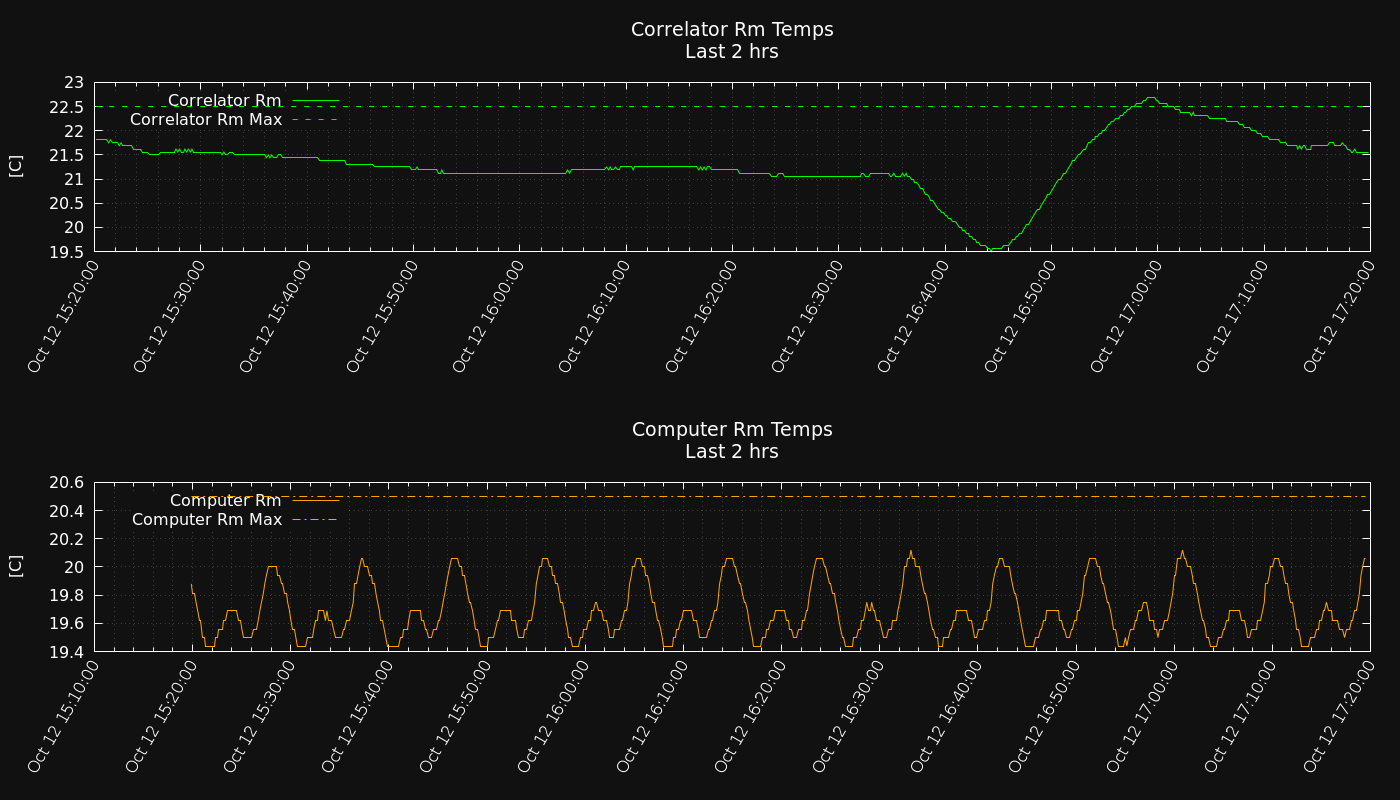 Correlator Rm Temps
Last 2 hrs
[C]
23
22.5
22
21.5
21
20.5
20
19.5
Correlator Rm
Correlator Rm Max
Oct 12 15:20:00
Oct 12 15:30:00
Oct 12 15:40:00
Oct 12 15:50:00
Oct 12 16:00:00
Oct 12 16:10:00
Oct 12 16:20:00
Oct 12 16:30:00
Oct 12 16:40:00
Oct 12 16:50:00
Oct 12 17:00:00
Oct 12 17:10:00
Oct 12 17:20:00
Computer Rm Temps
Last 2 hrs
[C]
20.6
20.4
20.2
20
19.8
19.6
19.4
Computer Rm
Computer Rm Max
Oct 12 15:10:00
Oct 12 15:20:00
Oct 12 15:30:00
Oct 12 15:40:00
Oct 12 15:50:00
Oct 12 16:00:00
Oct 12 16:10:00
Oct 12 16:20:00
Oct 12 16:30:00
Oct 12 16:40:00
Oct 12 16:50:00
Oct 12 17:00:00
Oct 12 17:10:00
Oct 12 17:20:00